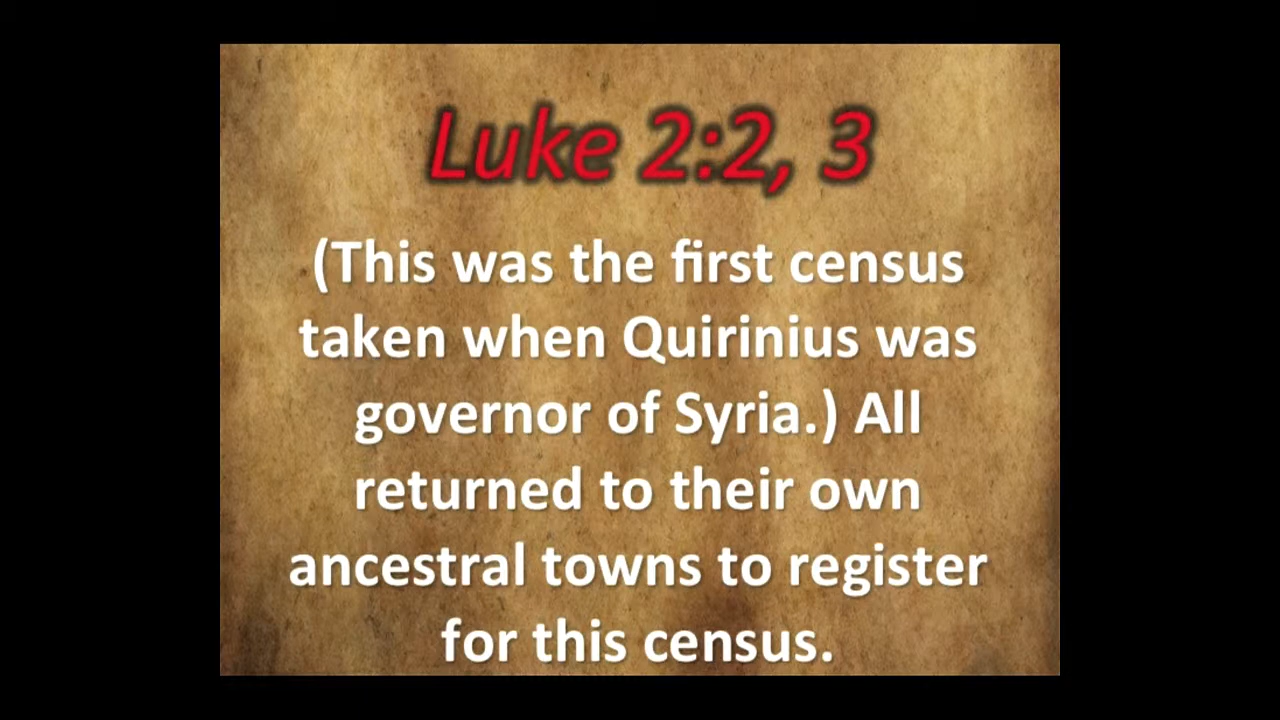 Luke 2:2, 3
(This was the first census
taken when Quirinius was
governor of Syria.) All
returned to their own
ancestral towns to register
for this census.